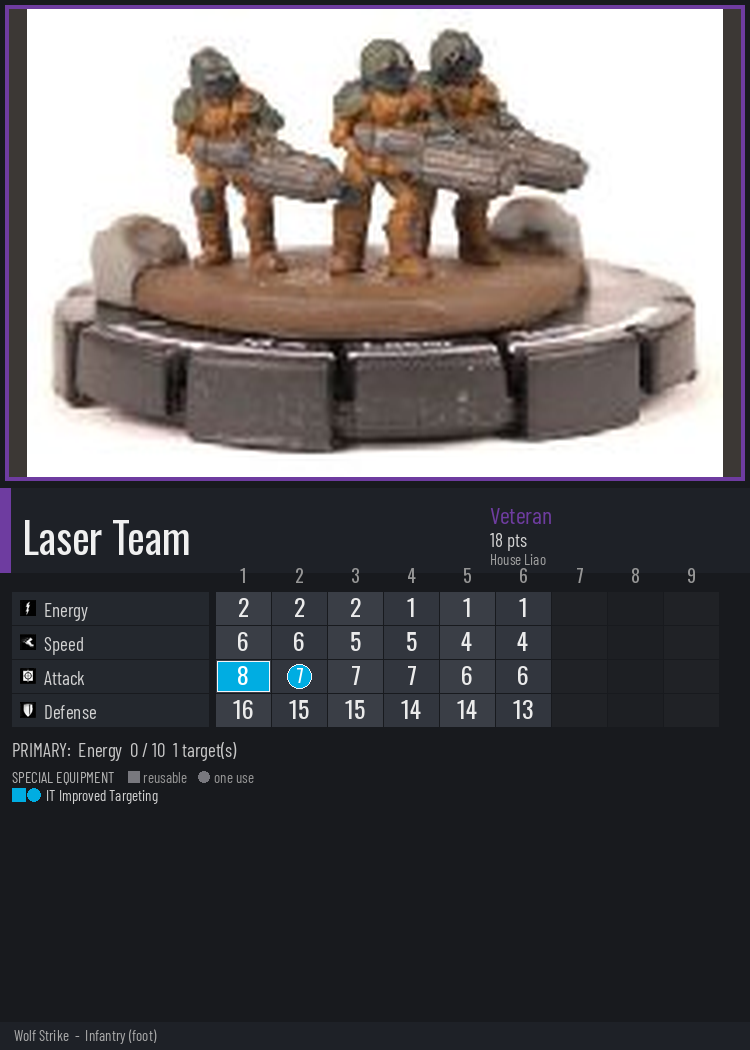 Laser Team
Veteran
18 pts
House Liao
1 2 3 4 5 6 7 8 9
Energy 2 2 2 1 1 1
Speed 6 6 5 5 4 4
Attack 8 7 7 7 6 6
Defense 16 15 15 14 14 13
PRIMARY: Energy 0 / 10 1 target(s)
SPECIAL EQUIPMENT reusable one use
IT Improved Targeting
Wolf Strike - Infantry (foot)